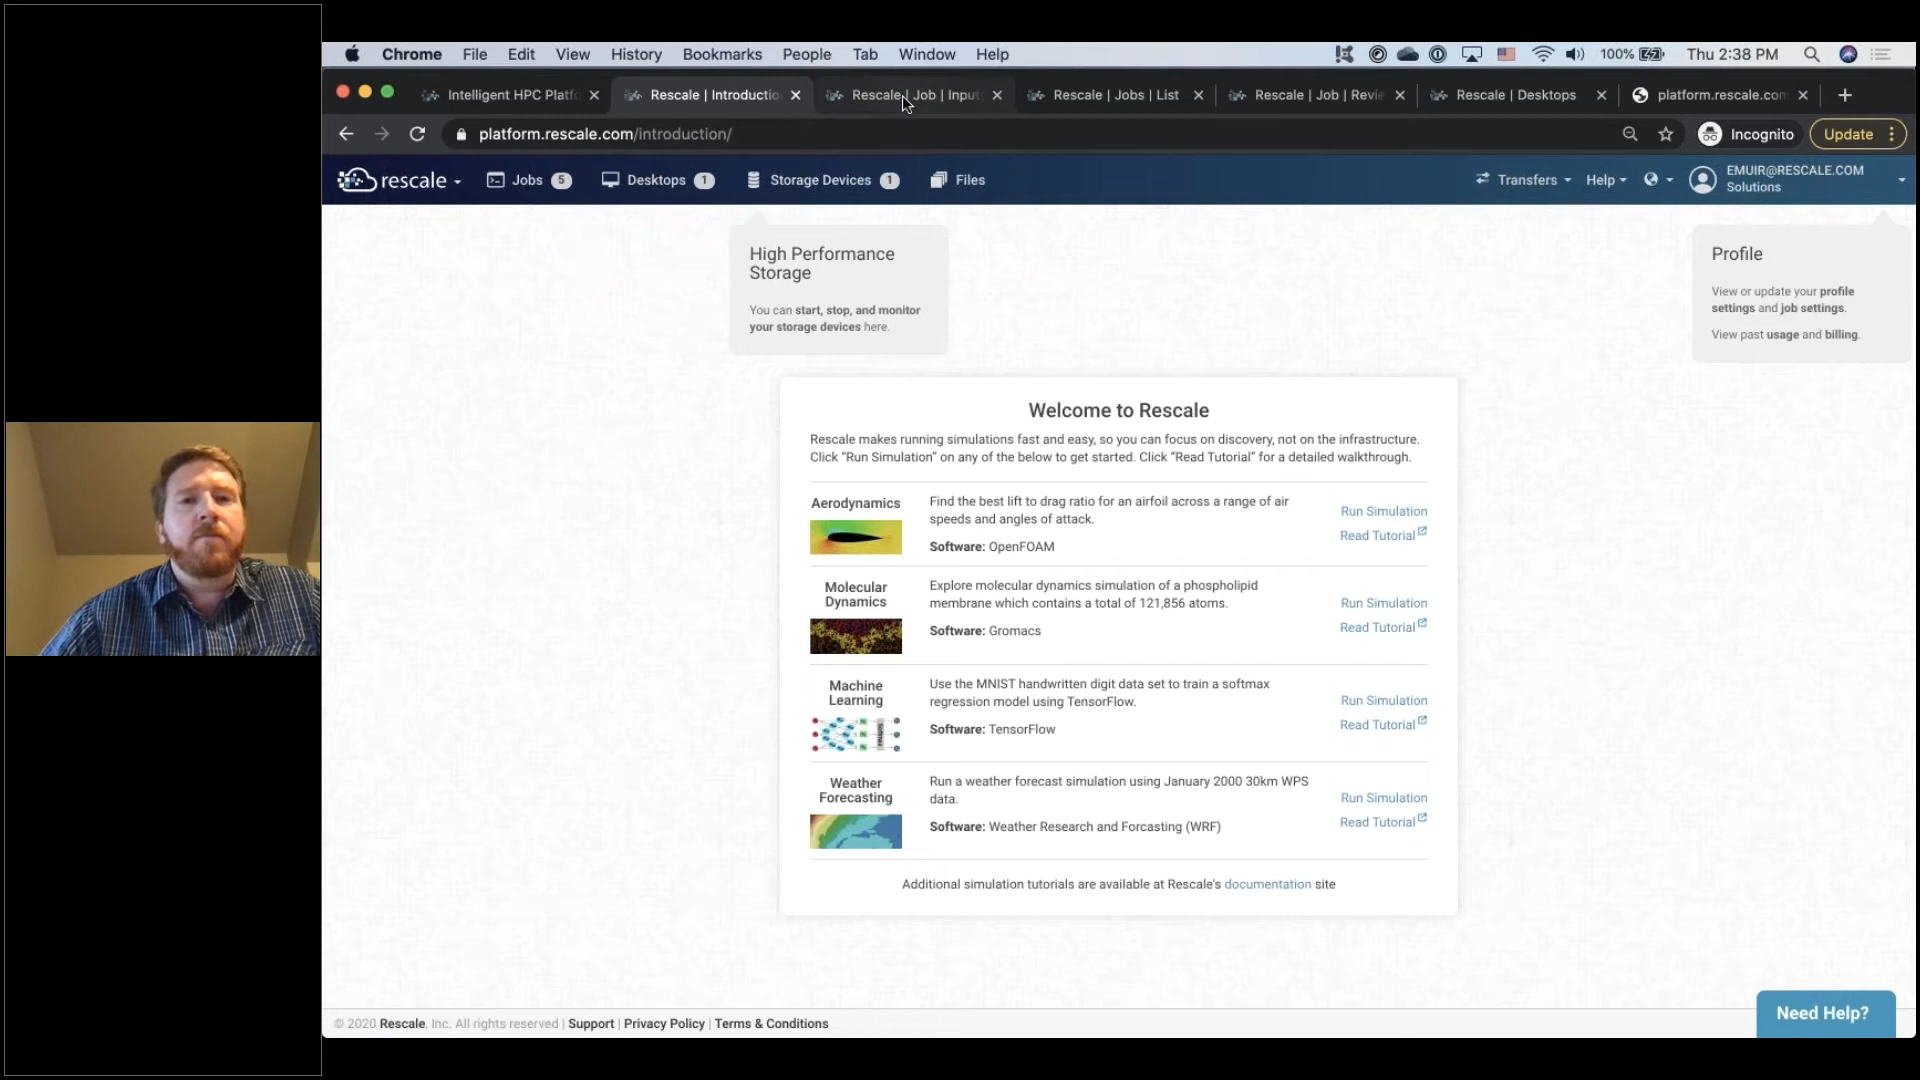 Chrome File Edit View History Bookmarks People Tab Window Help 100% Thu 2:38 PM
Intelligent HPC Platfo Rescale | Introductio Rescale | Job | Input Rescale | Jobs | List Rescale | Job | Revie Rescale | Desktops platform.rescale.com
platform.rescale.com/introduction/ Incognito Update
rescale Jobs 5 Desktops 1 Storage Devices 1 Files Transfers Help EMUIR@RESCALE.COM
Solutions
High Performance
Storage
You can start, stop, and monitor
your storage devices here.
Profile
View or update your profile
settings and job settings.
View past usage and billing.
Welcome to Rescale
Rescale makes running simulations fast and easy, so you can focus on discovery, not on the infrastructure.
Click “Run Simulation” on any of the below to get started. Click “Read Tutorial” for a detailed walkthrough.
Aerodynamics
Find the best lift to drag ratio for an airfoil across a range of air
speeds and angles of attack.
Software: OpenFOAM
Run Simulation
Read Tutorial
Molecular
Dynamics
Explore molecular dynamics simulation of a phospholipid
membrane which contains a total of 121,856 atoms.
Software: Gromacs
Run Simulation
Read Tutorial
Machine
Learning
Use the MNIST handwritten digit data set to train a softmax
regression model using TensorFlow.
Software: TensorFlow
Run Simulation
Read Tutorial
Weather
Forecasting
Run a weather forecast simulation using January 2000 30km WPS
data.
Software: Weather Research and Forcasting (WRF)
Run Simulation
Read Tutorial
Additional simulation tutorials are available at Rescale's documentation site
© 2020 Rescale, Inc. All rights reserved | Support | Privacy Policy | Terms & Conditions
Need Help?